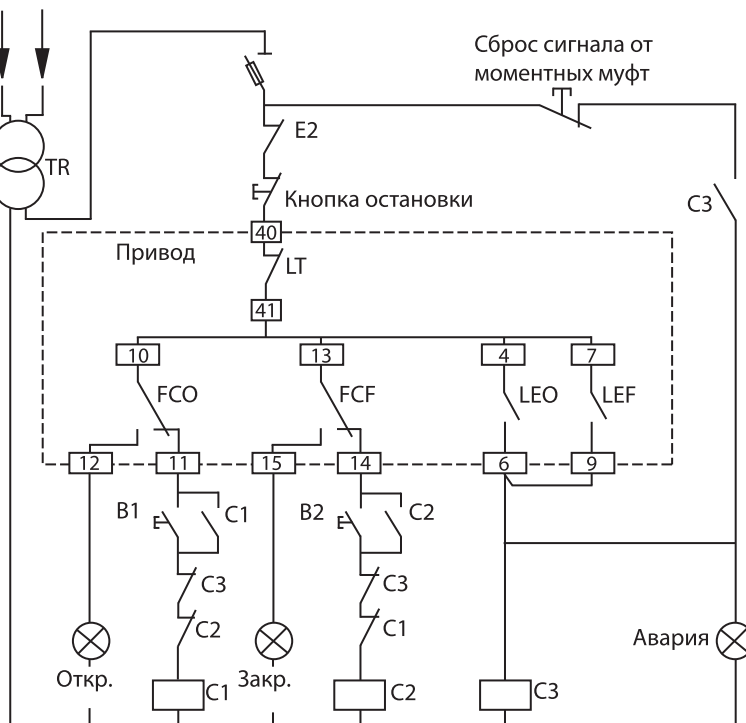 Сброс сигнала от
моментных муфт
E2
TR
Кнопка остановки
C3
40
Привод
LT
41
10
13
4
7
FCO
FCF
LEO
LEF
12
11
15
14
6
9
B1
C1
B2
C2
C3
C3
C2
C1
Авария
Откр.
C1
Закр.
C2
C3